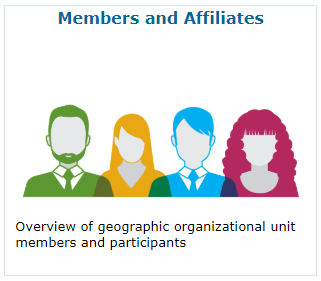 Members and Affiliates
Overview of geographic organizational unit
members and participants